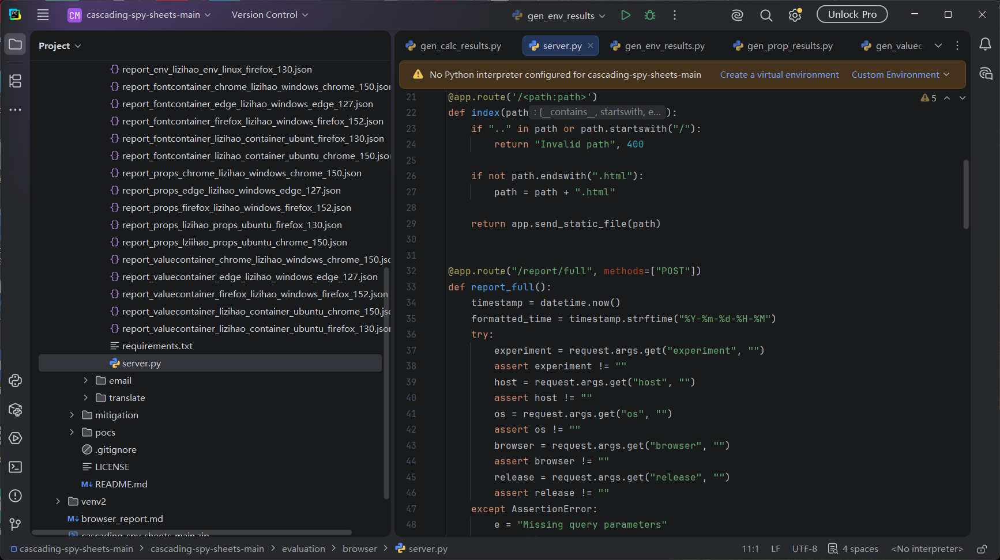 CM cascading-spy-sheets-main Version Control gen_env_results Unlock Pro
Project
report_env_lizihao_env_linux_firefox_130.json
report_fontcontainer_chrome_lizihao_windows_chrome_150.json
report_fontcontainer_edge_lizihao_windows_edge_127.json
report_fontcontainer_firefox_lizihao_windows_firefox_152.json
report_fontcontainer_lizihao_container_ubunt_firefox_130.json
report_fontcontainer_lizihao_container_ubuntu_chrome_150.json
report_props_chrome_lizihao_windows_chrome_150.json
report_props_edge_lizihao_windows_edge_127.json
report_props_firefox_lizihao_windows_firefox_152.json
report_props_lizihao_props_ubuntu_firefox_130.json
report_props_lziihao_props_ubuntu_chrome_150.json
report_valuecontainer_chrome_lizihao_windows_chrome_150.jsc
report_valuecontainer_edge_lizihao_windows_edge_127.json
report_valuecontainer_firefox_lizihao_windows_firefox_152.json
report_valuecontainer_lizihao_container_ubuntu_chrome_150.jsc
report_valuecontainer_lizihao_container_ubuntu_firefox_130.json
requirements.txt
server.py
email
translate
mitigation
pocs
.gitignore
LICENSE
README.md
venv2
browser_report.md
cascading-spy-sheets-main.zip
gen_calc_results.py server.py gen_env_results.py gen_prop_results.py gen_valuec
No Python interpreter configured for cascading-spy-sheets-main Create a virtual environment Custom Environment
5
21 @app.route('/<path:path>')
22 def index(path : {__contains__, startswith, e... ):
23 if ".." in path or path.startswith("/"):
24 return "Invalid path", 400
25
26 if not path.endswith(".html"):
27 path = path + ".html"
28
29 return app.send_static_file(path)
30
31
32 @app.route("/report/full", methods=["POST"])
33 def report_full():
34 timestamp = datetime.now()
35 formatted_time = timestamp.strftime("%Y-%m-%d-%H-%M")
36 try:
37 experiment = request.args.get("experiment", "")
38 assert experiment != ""
39 host = request.args.get("host", "")
40 assert host != ""
41 os = request.args.get("os", "")
42 assert os != ""
43 browser = request.args.get("browser", "")
44 assert browser != ""
45 release = request.args.get("release", "")
46 assert release != ""
47 except AssertionError:
48 e = "Missing query parameters"
cascading-spy-sheets-main > cascading-spy-sheets-main > evaluation > browser > server.py 11:1 LF UTF-8 4 spaces <No interpreter>